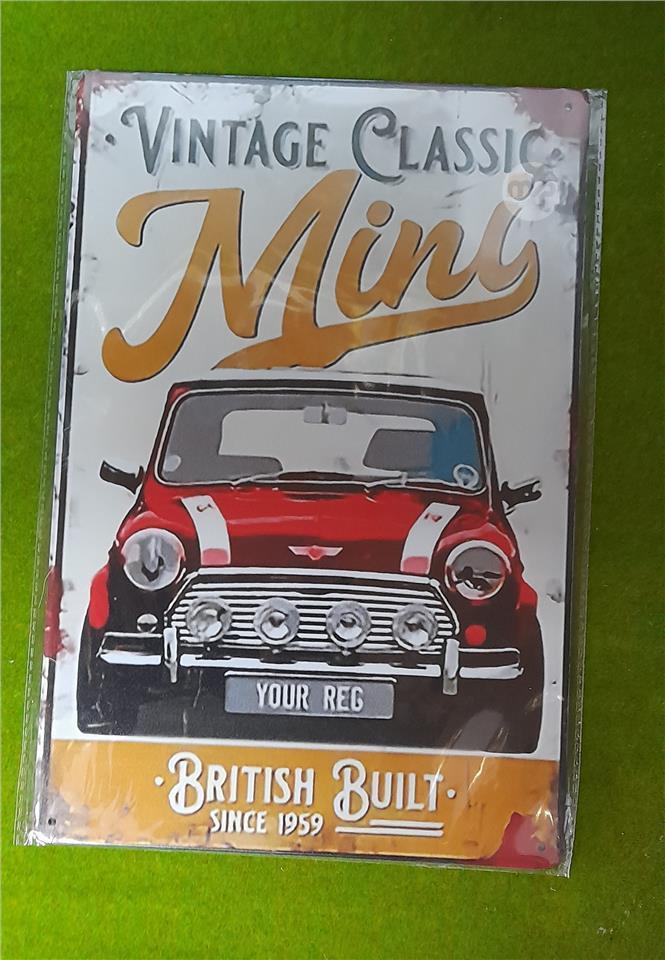 ·VINTAGE CLASSIC·
Mini
YOUR REG
·BRITISH BUILT·
SINCE 1959